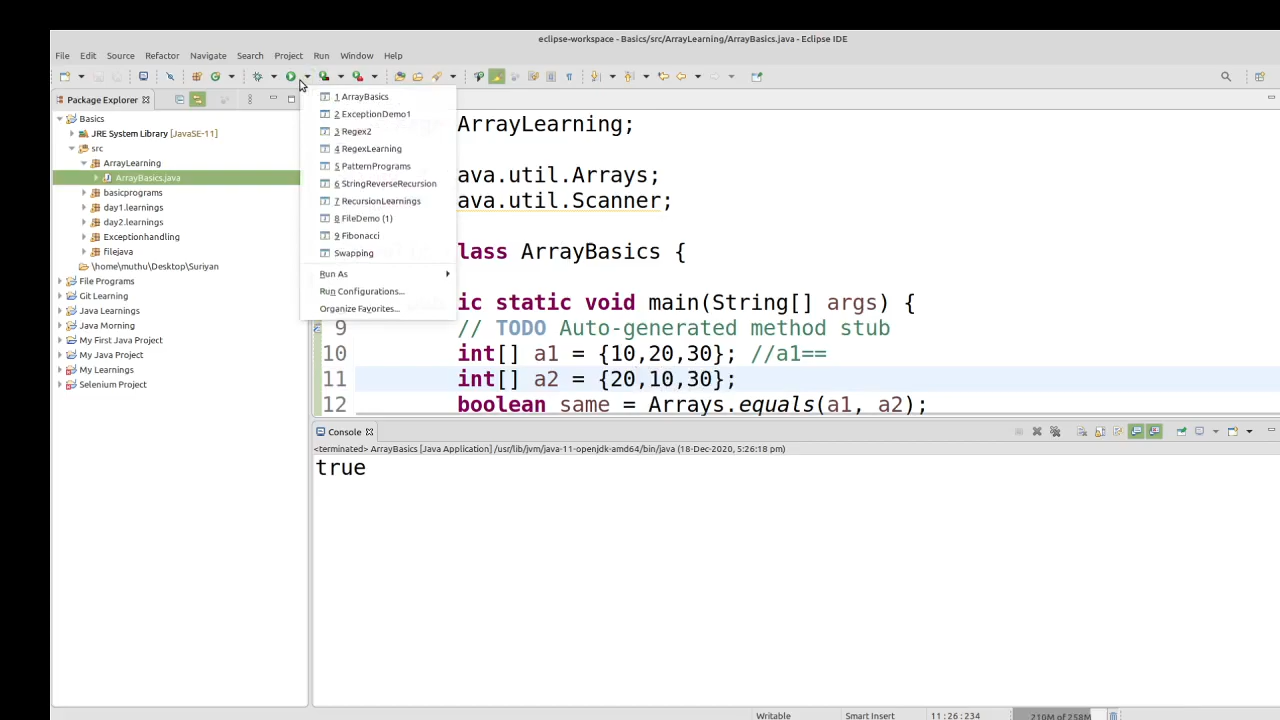 eclipse-workspace - Basics/src/ArrayLearning/ArrayBasics.java - Eclipse IDE
File Edit Source Refactor Navigate Search Project Run Window Help
Package Explorer
Basics
JRE System Library [JavaSE-11]
src
ArrayLearning
ArrayBasics.java
basicprograms
day1.learnings
day2.learnings
Exceptionhandling
filejava
\home\muthu\Desktop\Suriyan
File Programs
Git Learning
Java Learnings
Java Morning
My First Java Project
My Java Project
My Learnings
Selenium Project
1 ArrayBasics
2 ExceptionDemo1
3 Regex2
4 RegexLearning
5 PatternPrograms
6 StringReverseRecursion
7 RecursionLearnings
8 FileDemo (1)
9 Fibonacci
Swapping
Run As
Run Configurations...
Organize Favorites...
ArrayLearning;
ava.util.Arrays;
ava.util.Scanner;
lass ArrayBasics {
ic static void main(String[] args) {
9 // TODO Auto-generated method stub
10 int[] a1 = {10,20,30}; //a1==
11 int[] a2 = {20,10,30};
12 boolean same = Arrays.equals(a1, a2);
Console
<terminated> ArrayBasics [Java Application] /usr/lib/jvm/java-11-openjdk-amd64/bin/java (18-Dec-2020, 5:26:18 pm)
true
Writable Smart Insert 11:26:234 210M of 258M